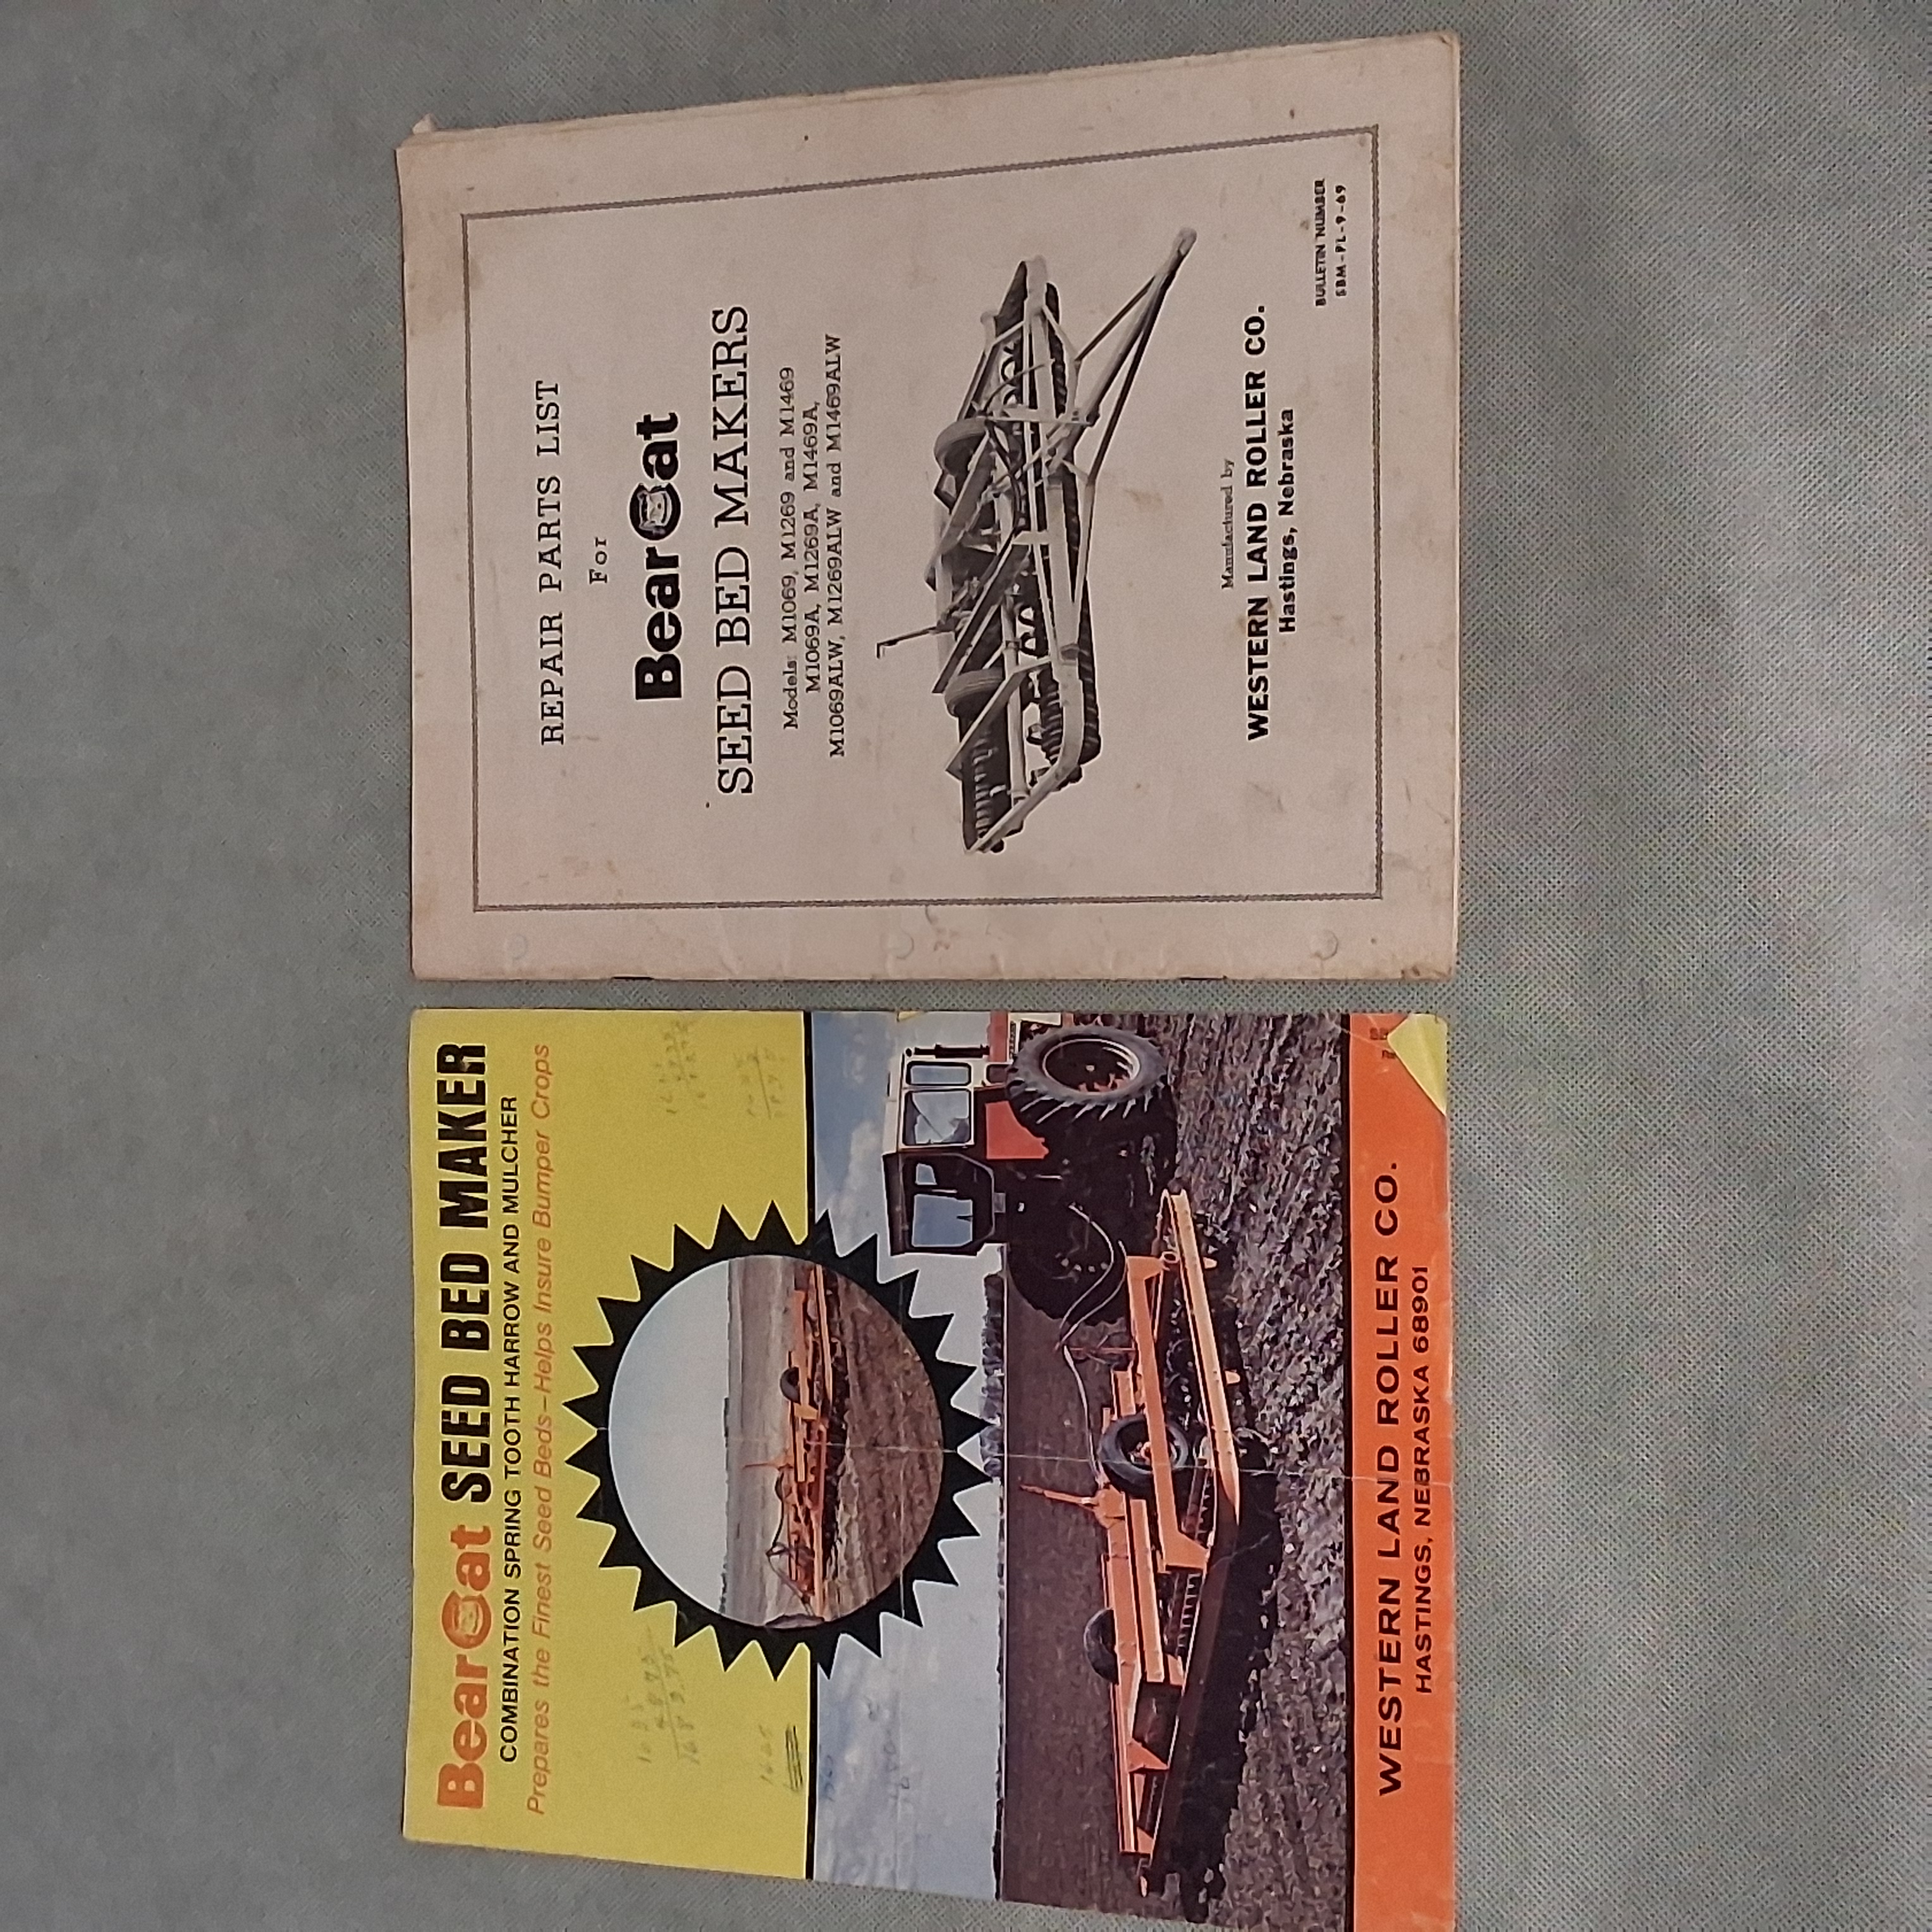 BearCat SEED BED MAKER
COMBINATION SPRING TOOTH HARROW AND MULCHER
Prepares the Finest Seed Beds—Helps Insure Bumper Crops
WESTERN LAND ROLLER CO.
HASTINGS, NEBRASKA 68901
REPAIR PARTS LIST
For
BearCat
SEED BED MAKERS
Models: M1069, M1269 and M1469
M1069A, M1269A, M1469A,
M1069ALW, M1269ALW and M1469ALW
Manufactured by
WESTERN LAND ROLLER CO.
Hastings, Nebraska
BULLETIN NUMBER
SBM-PL-9-69